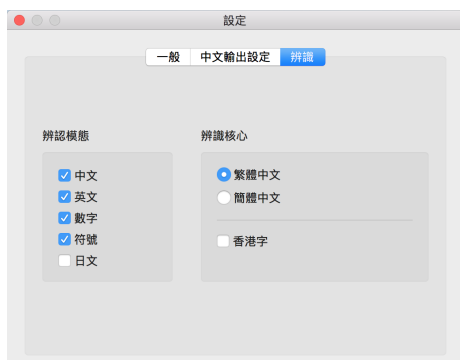 設定
一般 中文輸出設定 辨識
辨認模態 辨識核心
中文
英文
數字
符號
日文
繁體中文
簡體中文
香港字